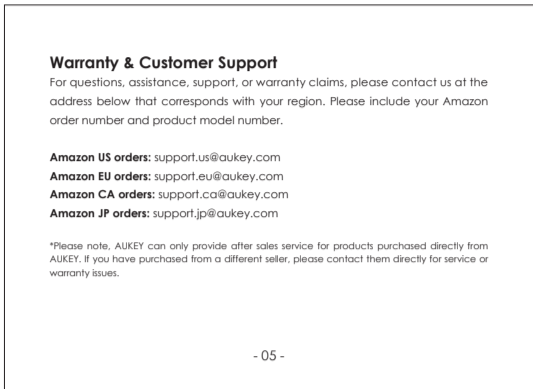 Warranty & Customer Support
For questions, assistance, support, or warranty claims, please contact us at the
address below that corresponds with your region. Please include your Amazon
order number and product model number.
Amazon US orders: support.us@aukey.com
Amazon EU orders: support.eu@aukey.com
Amazon CA orders: support.ca@aukey.com
Amazon JP orders: support.jp@aukey.com
*Please note, AUKEY can only provide after sales service for products purchased directly from
AUKEY. If you have purchased from a different seller, please contact them directly for service or
warranty issues.
- 05 -